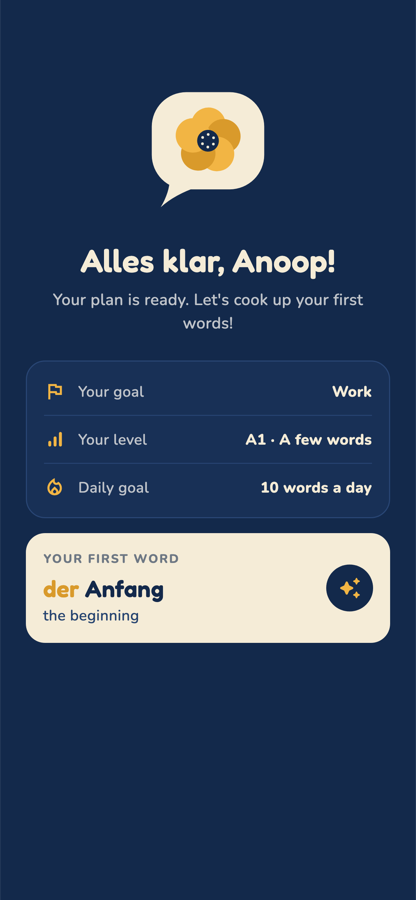 Alles klar, Anoop!
Your plan is ready. Let's cook up your first
words!
Your goal Work
Your level A1 · A few words
Daily goal 10 words a day
YOUR FIRST WORD
der Anfang
the beginning